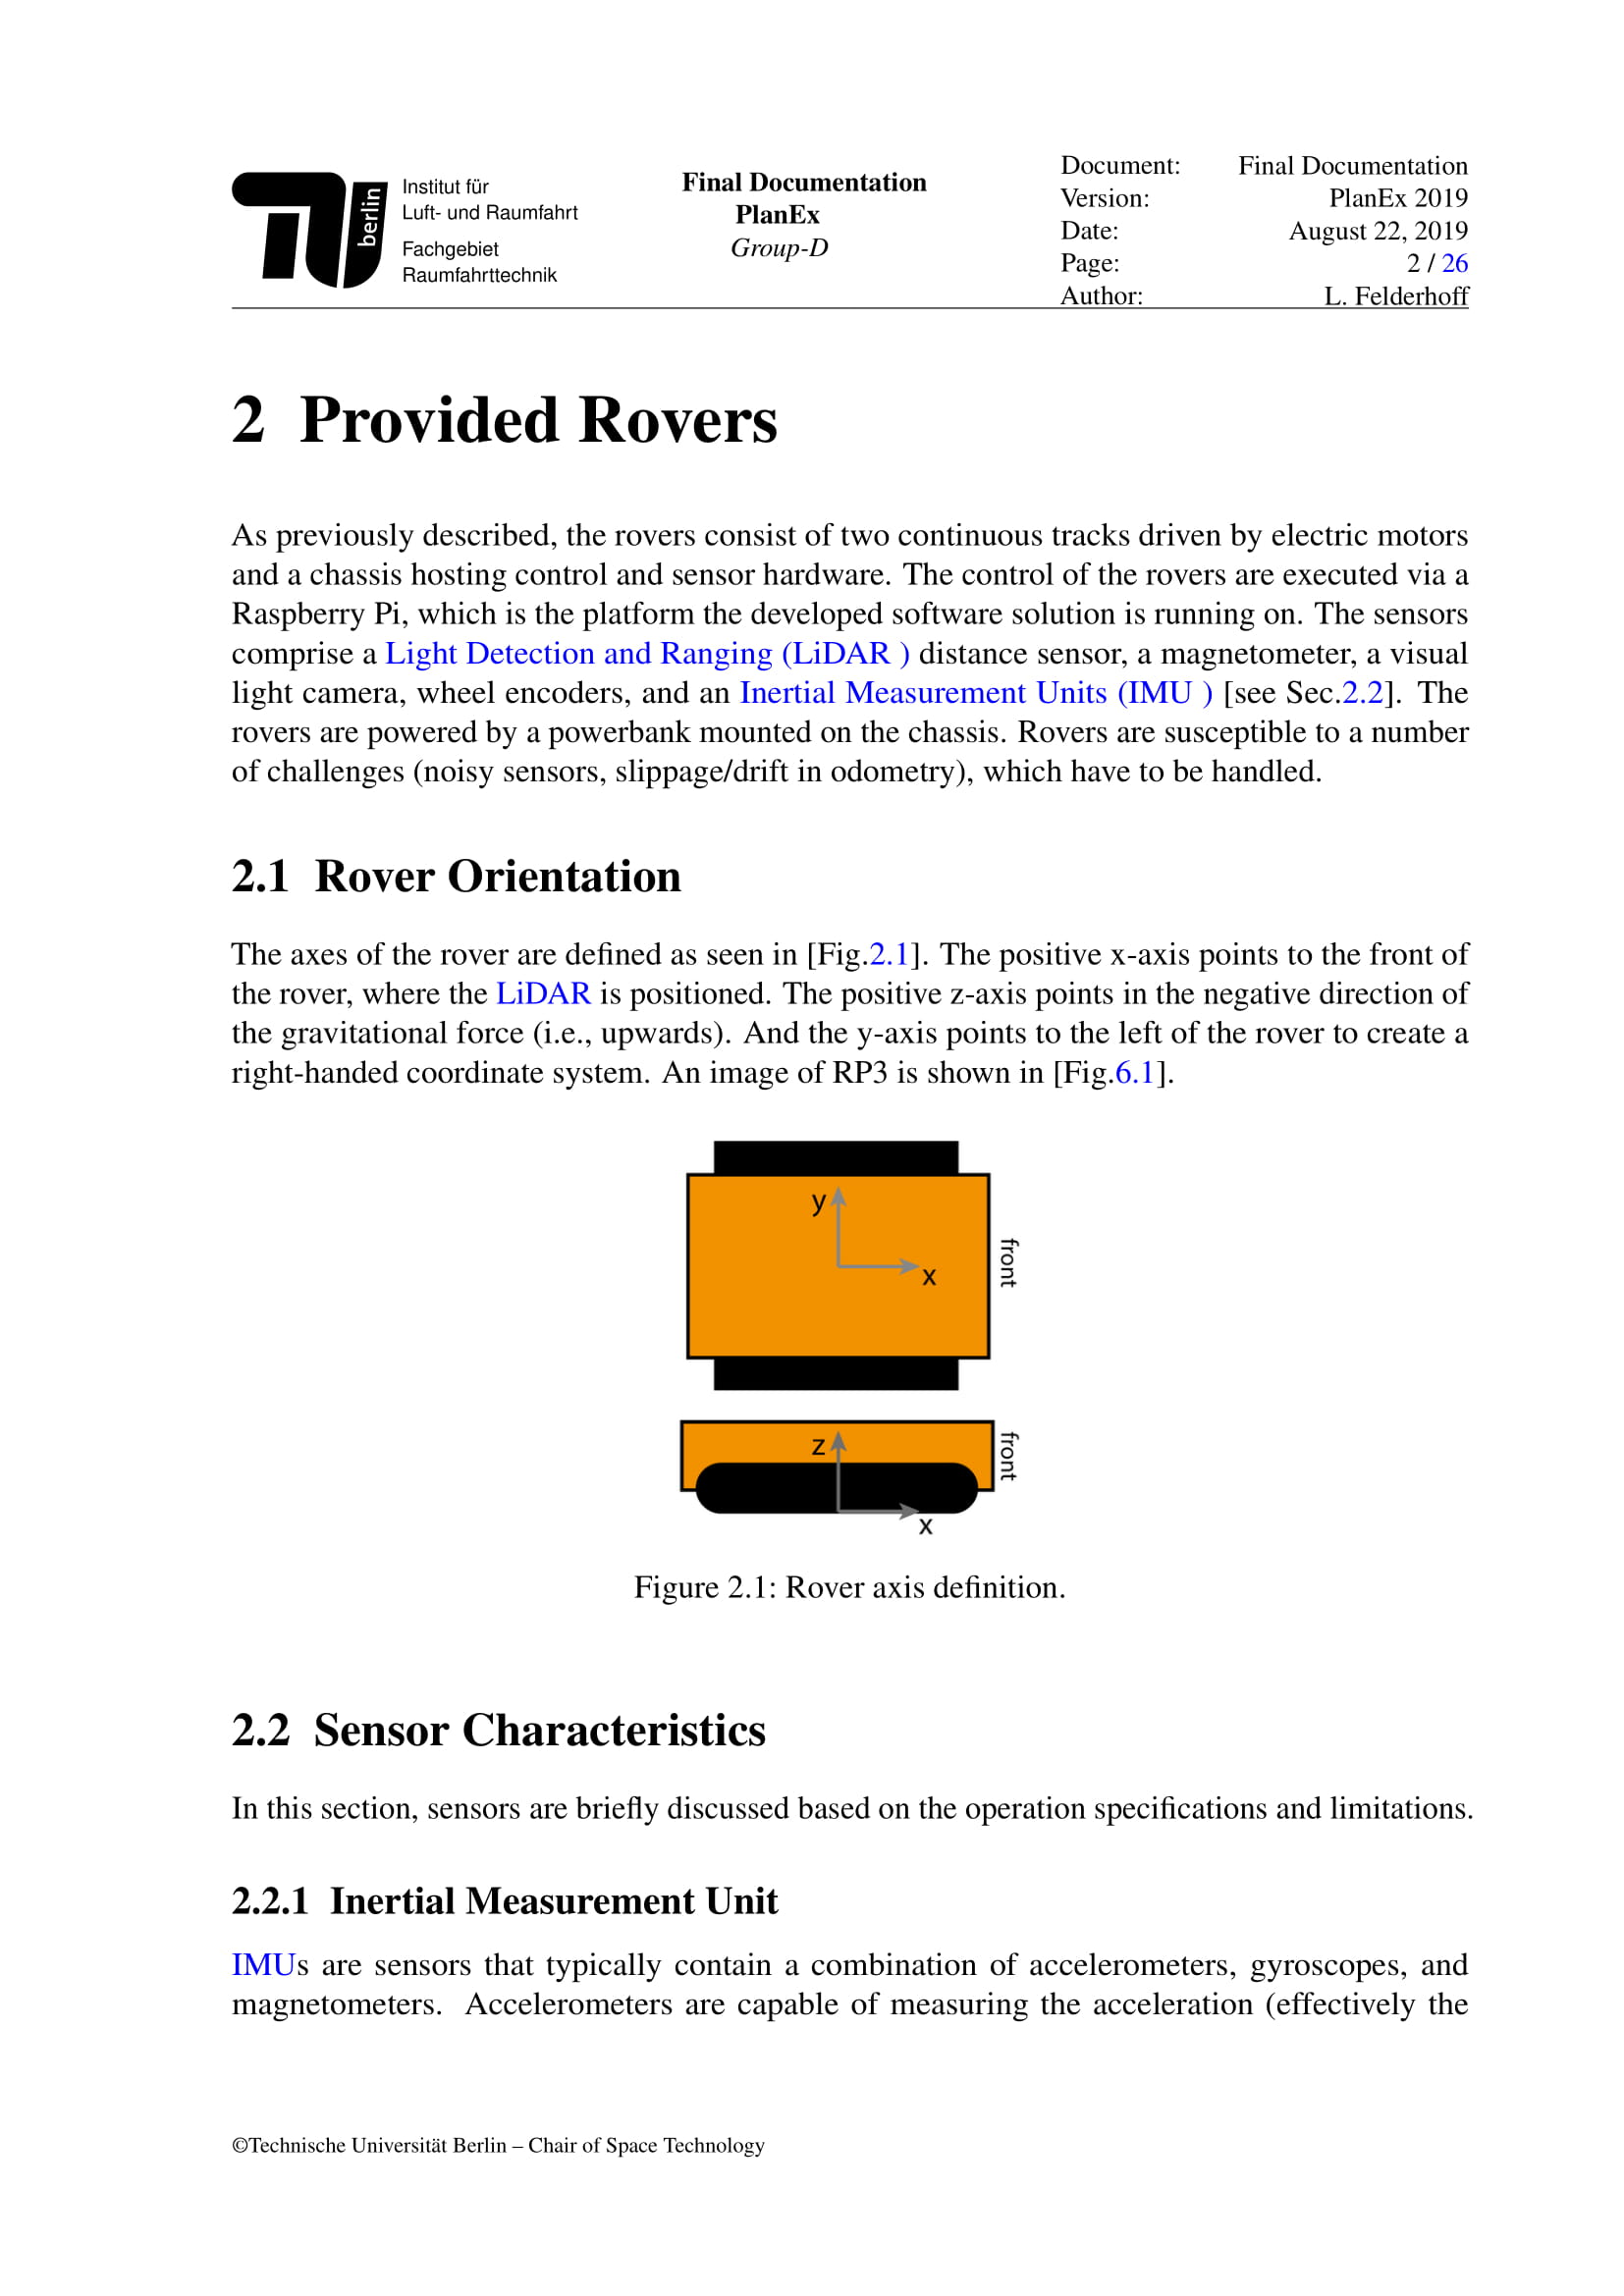 berlin
Institut für
Luft- und Raumfahrt
Fachgebiet
Raumfahrttechnik
Final Documentation
PlanEx
Group-D
Document: Final Documentation
Version: PlanEx 2019
Date: August 22, 2019
Page: 2 / 26
Author: L. Felderhoff
2 Provided Rovers
As previously described, the rovers consist of two continuous tracks driven by electric motors
and a chassis hosting control and sensor hardware. The control of the rovers are executed via a
Raspberry Pi, which is the platform the developed software solution is running on. The sensors
comprise a Light Detection and Ranging (LiDAR ) distance sensor, a magnetometer, a visual
light camera, wheel encoders, and an Inertial Measurement Units (IMU ) [see Sec.2.2]. The
rovers are powered by a powerbank mounted on the chassis. Rovers are susceptible to a number
of challenges (noisy sensors, slippage/drift in odometry), which have to be handled.
2.1 Rover Orientation
The axes of the rover are defined as seen in [Fig.2.1]. The positive x-axis points to the front of
the rover, where the LiDAR is positioned. The positive z-axis points in the negative direction of
the gravitational force (i.e., upwards). And the y-axis points to the left of the rover to create a
right-handed coordinate system. An image of RP3 is shown in [Fig.6.1].
y
x
front
z
x
front
Figure 2.1: Rover axis definition.
2.2 Sensor Characteristics
In this section, sensors are briefly discussed based on the operation specifications and limitations.
2.2.1 Inertial Measurement Unit
IMUs are sensors that typically contain a combination of accelerometers, gyroscopes, and
magnetometers. Accelerometers are capable of measuring the acceleration (effectively the
©Technische Universität Berlin – Chair of Space Technology